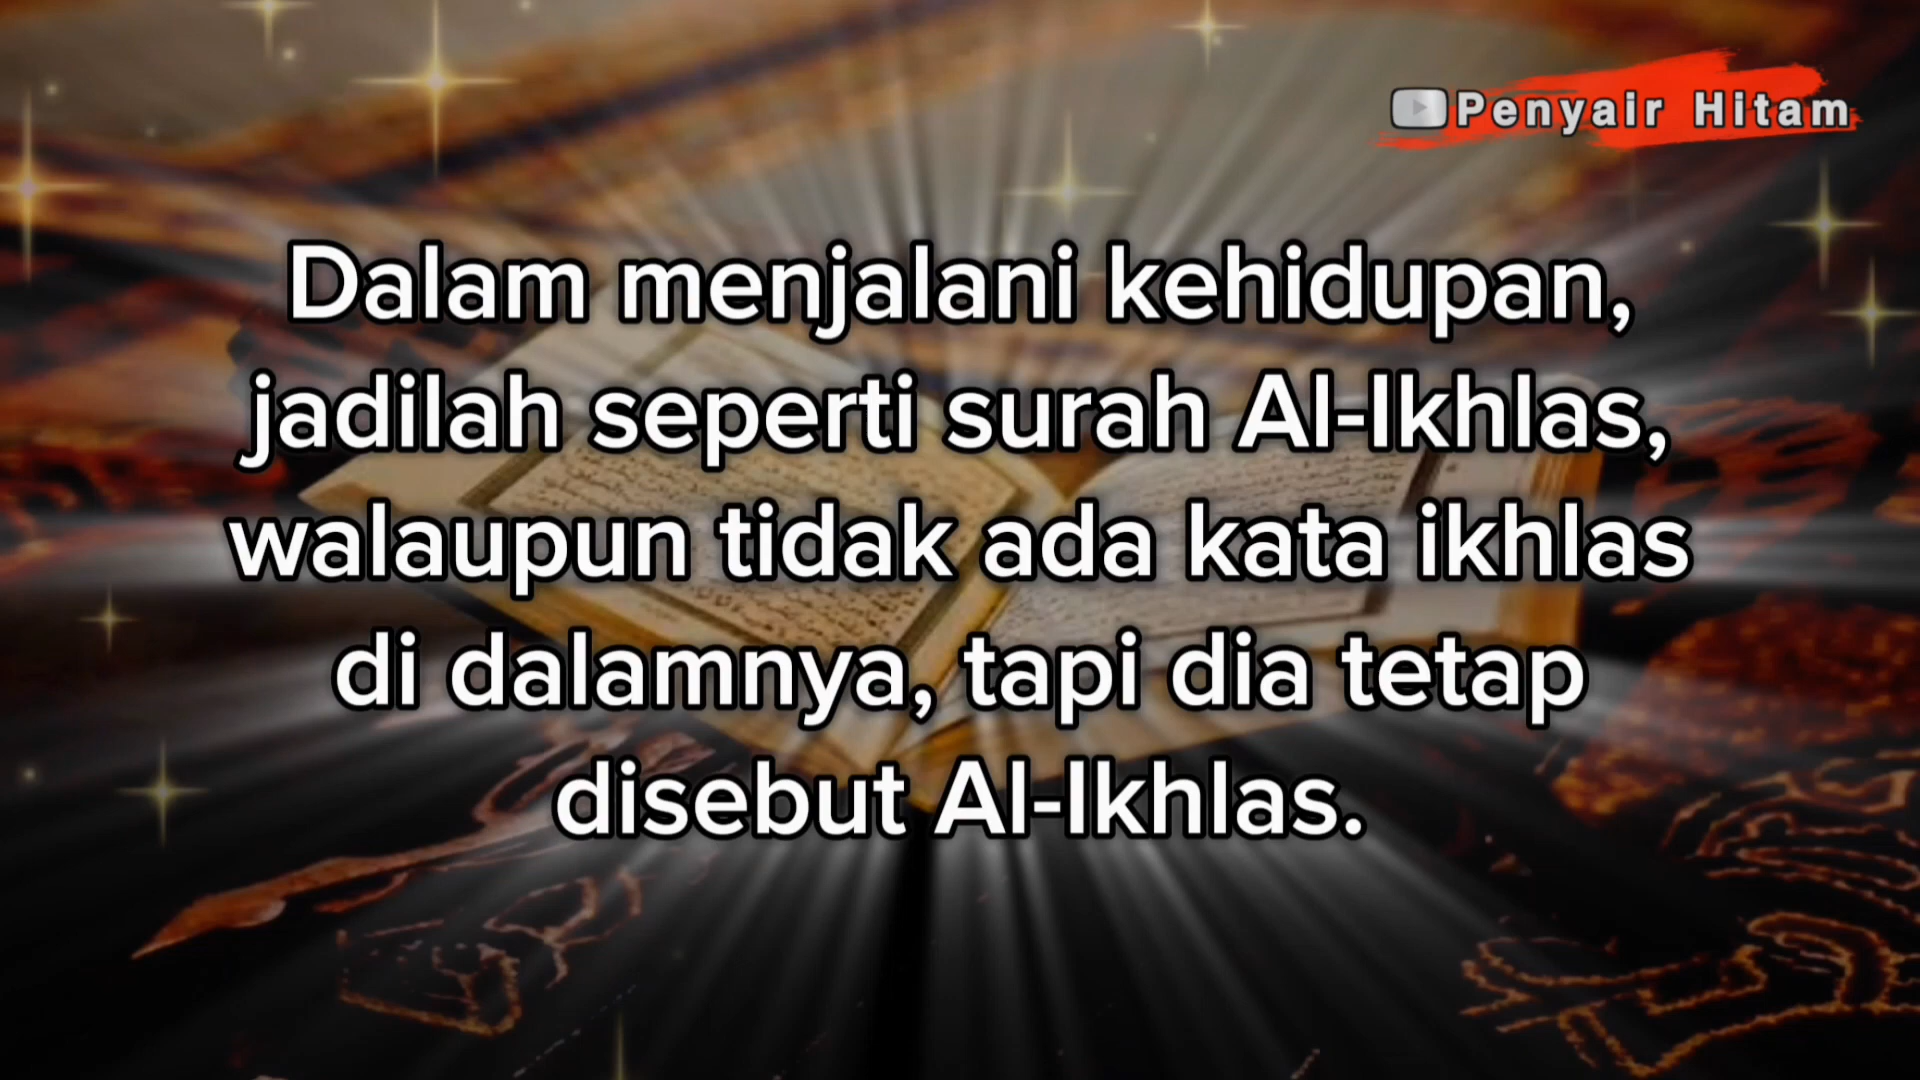 Penyair Hitam
Dalam menjalani kehidupan,
jadilah seperti surah Al-Ikhlas,
walaupun tidak ada kata ikhlas
di dalamnya, tapi dia tetap
disebut Al-Ikhlas.